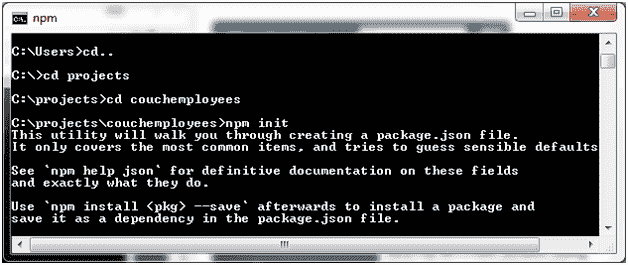 npm
C:\Users>cd..
C:\>cd projects
C:\projects>cd couchemployees
C:\projects\couchemployees>npm init
This utility will walk you through creating a package.json file.
It only covers the most common items, and tries to guess sensible defaults
See `npm help json` for definitive documentation on these fields
and exactly what they do.
Use `npm install <pkg> --save` afterwards to install a package and
save it as a dependency in the package.json file.